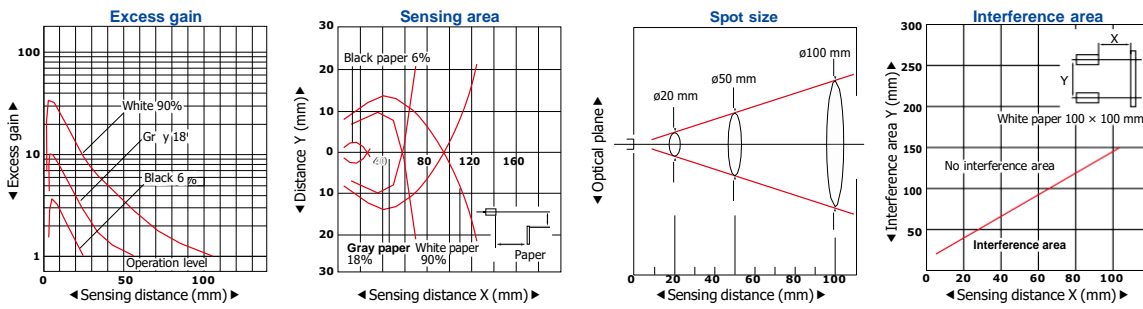 Excess gain
100
10
1
White 90%
Gr y 18
Black 6 %
Operation level
0
50
100
◄ Excess gain ►
◄ Sensing distance (mm) ►
Sensing area
30
20
10
0
10
20
30
Black paper 6%
40
80
120
160
Gray paper
18%
White paper
90%
Paper
◄ Distance Y (mm) ►
◄ Sensing distance X (mm) ►
Spot size
ø100 mm
ø50 mm
ø20 mm
◄ Optical plane ►
0
20
40
60
80
100
◄ Sensing distance (mm) ►
Interference area
300
250
200
150
100
50
X
Y
White paper 100 × 100 mm
No interference area
Interference area
0
20
40
60
80
100
◄ Interference area Y (mm) ►
◄ Sensing distance X (mm) ►